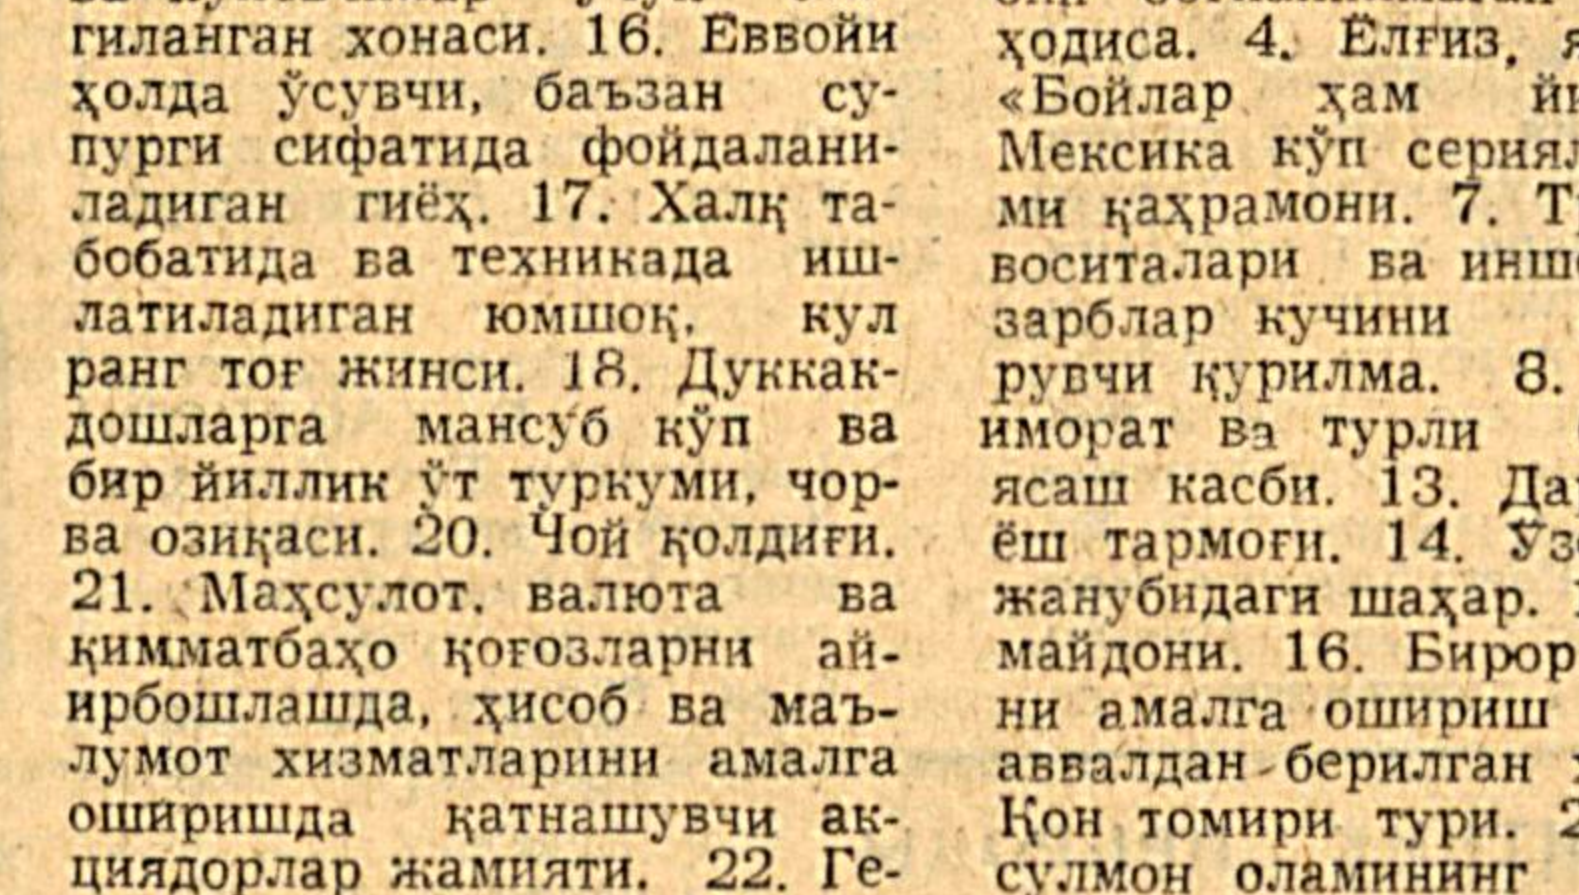 гиланган хонаси. 16. Ёввойи
ҳолда ўсувчи, баъзан су-
пурги сифатида фойдалани-
ладиган гиёҳ. 17. Халқ та-
бобатида ва техникада иш-
латиладиган юмшоқ, кул
ранг тоғ жинси. 18. Дуккак-
дошларга мансуб кўп ва
бир йиллик ўт туркуми, чор-
ва озиқаси. 20. Чой қолдиғи.
21. Маҳсулот, валюта ва
қимматбаҳо қоғозларни ай-
ирбошлашда, ҳисоб ва маъ-
лумот хизматларини амалга
оширишда қатнашувчи ак-
циядорлар жамияти. 22. Ге-
ҳодиса. 4. Ёлғиз,
«Бойлар ҳам
Мексика кўп
ми қаҳрамони. 7.
воситалари ва
зарблар кучини
рувчи қурилма. 8.
иморат ва турли
ясаш касби. 13.
ёш тармоғи. 14.
жанубидаги шаҳар.
майдони. 16. Бирор
ни амалга ошириш
аввалдан берилган
Қон томири тури.
сулмон оламининг